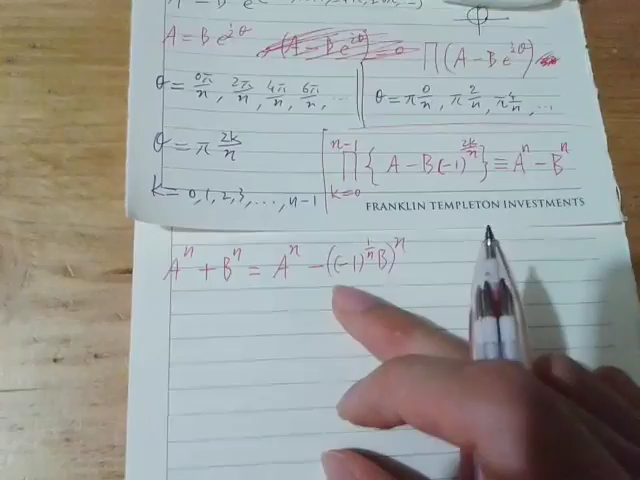 A = B e^{iθ} (A - B e^{iθ}) ∏(A - B e^{iθ})
θ = 0π/n, 2π/n, 4π/n, 6π/n, ... θ = π 0/n, π 2/n, π 4/n, ...
θ = π 2k/n
k = 0, 1, 2, 3, ..., n-1
∏_{k=0}^{n-1} { A - B(-1)^{2k/n} } ≡ A^n - B^n
FRANKLIN TEMPLETON INVESTMENTS
A^n + B^n = A^n - ((-1)^{1/n} B)^n